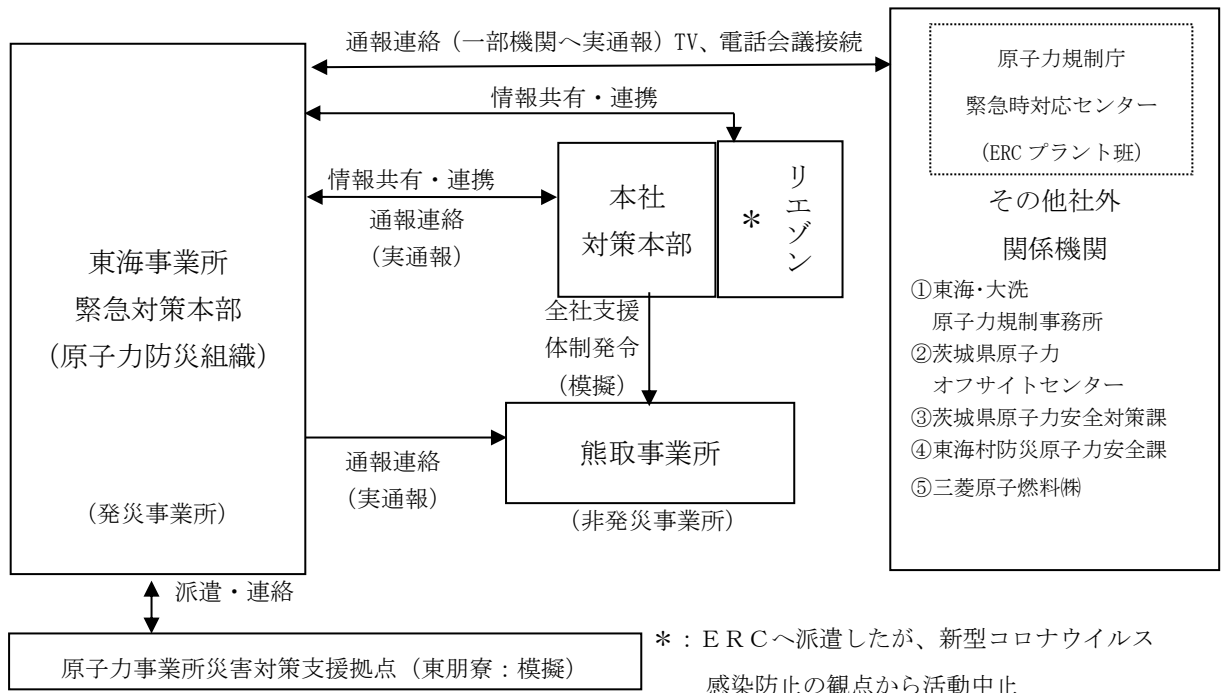 通報連絡（一部機関へ実通報）TV、電話会議接続
情報共有・連携
情報共有・連携
通報連絡
（実通報）
東海事業所
緊急対策本部
（原子力防災組織）
（発災事業所）
本社
対策本部
＊
リエゾン
全社支援
体制発令
（模擬）
通報連絡
（実通報）
熊取事業所
（非発災事業所）
原子力規制庁
緊急時対応センター
（ERC プラント班）
その他社外
関係機関
①東海・大洗
原子力規制事務所
②茨城県原子力
オフサイトセンター
③茨城県原子力安全対策課
④東海村防災原子力安全課
⑤三菱原子燃料㈱
派遣・連絡
原子力事業所災害対策支援拠点（東朋寮：模擬）
＊：ＥＲＣへ派遣したが、新型コロナウイルス
感染防止の観点から活動中止